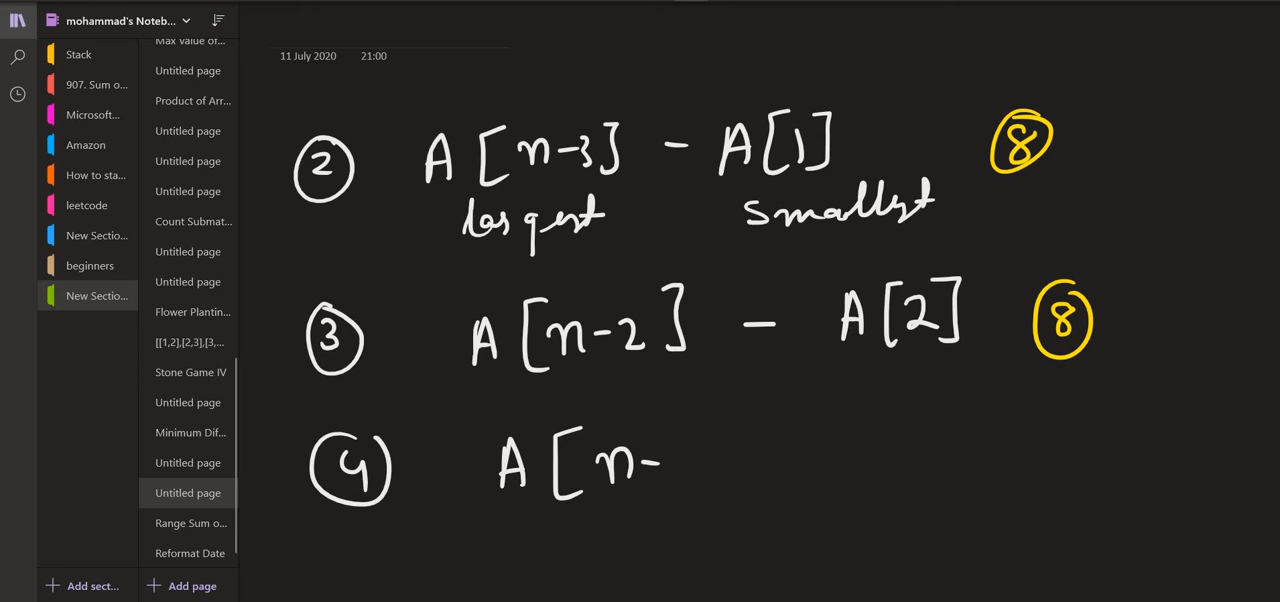 mohammad's Noteb...
Stack
907. Sum o...
Microsoft...
Amazon
How to sta...
leetcode
New Sectio...
beginners
New Sectio...
Add sect...
Max value of...
Untitled page
Product of Arr...
Untitled page
Untitled page
Untitled page
Count Submat...
Untitled page
Untitled page
Flower Plantin...
[[1,2],[2,3],[3,...
Stone Game IV
Untitled page
Minimum Dif...
Untitled page
Untitled page
Range Sum o...
Reformat Date
Add page
11 July 2020 21:00
2 A[n-3] - A[1] 8
largest smallest
3 A[n-2] - A[2] 8
4 A[n-